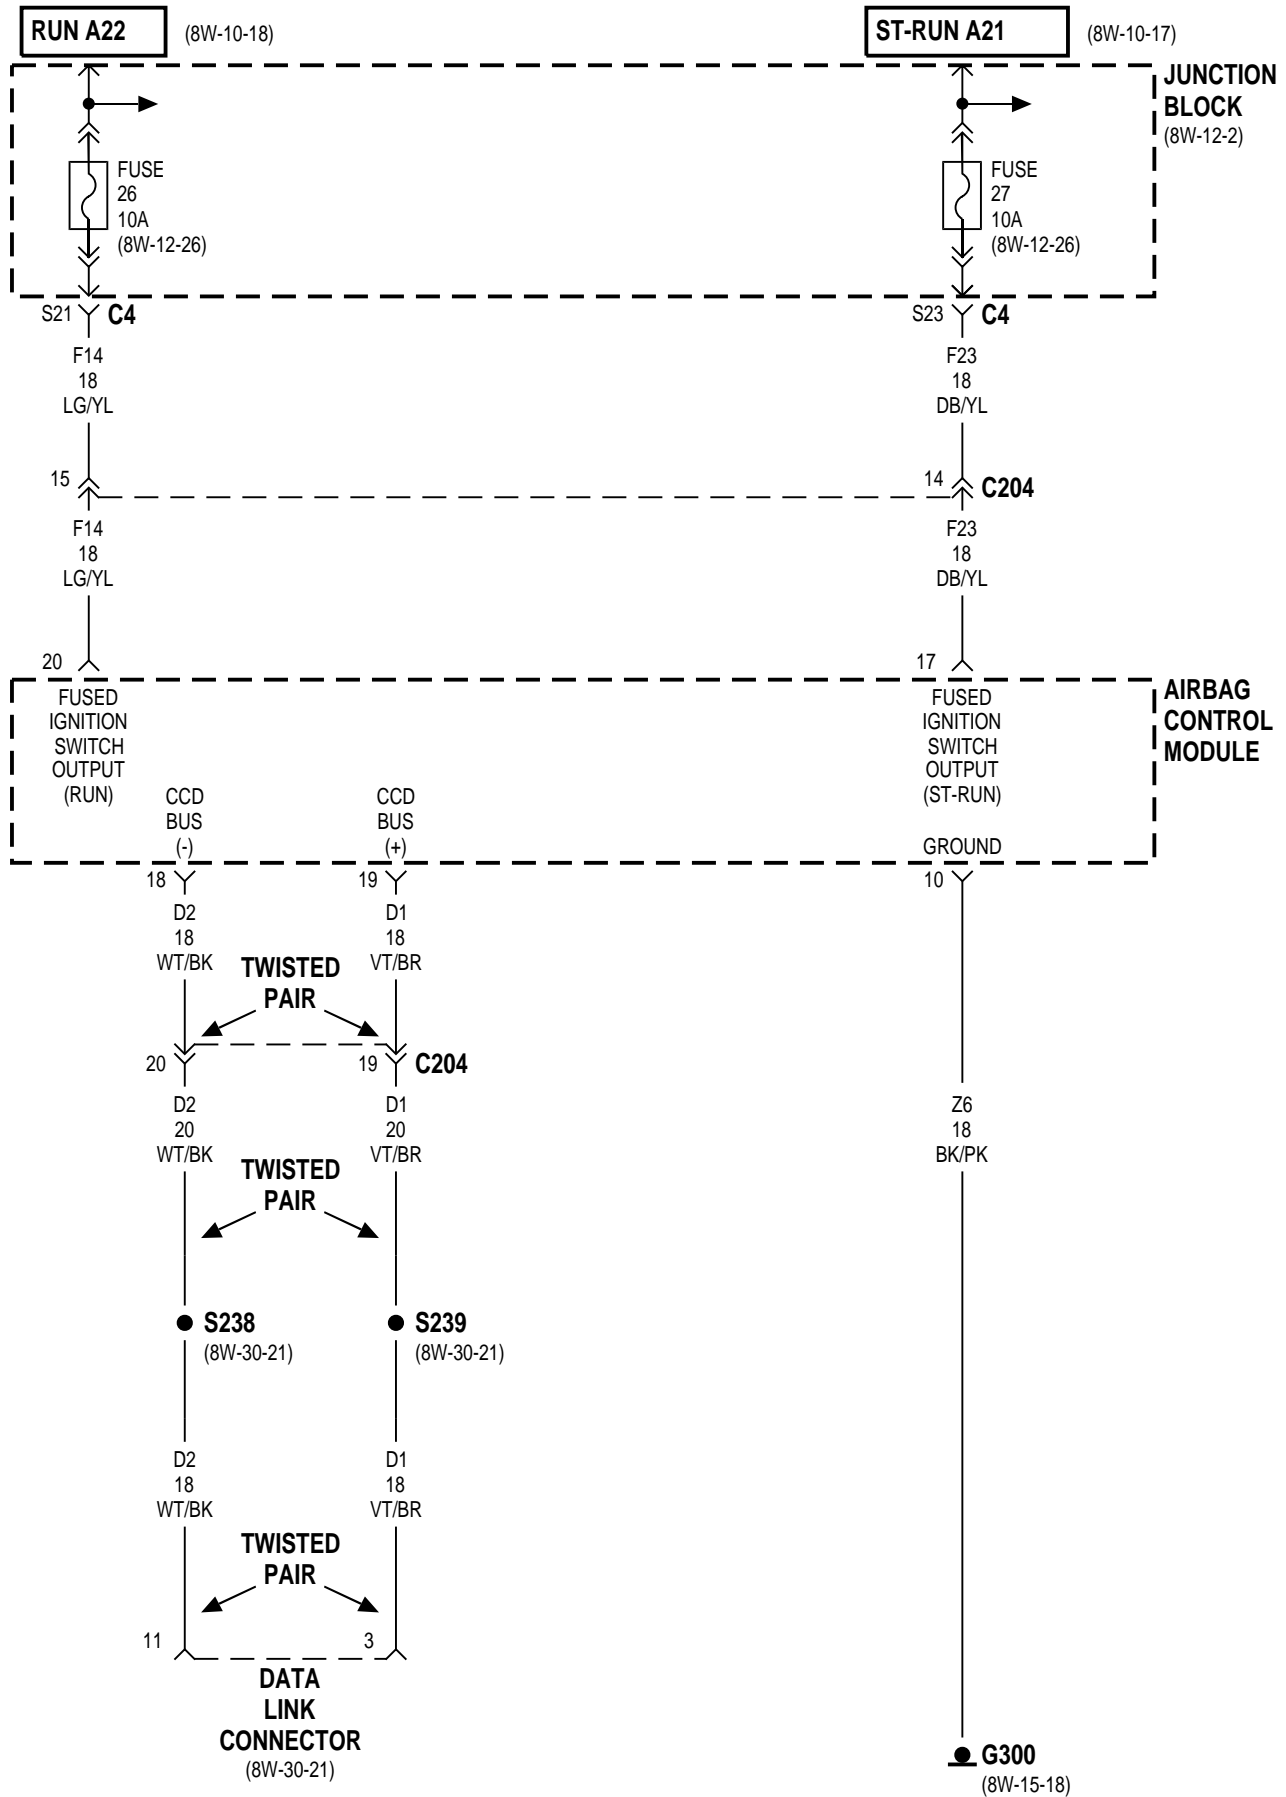 RUN A22
(8W-10-18)
ST-RUN A21
(8W-10-17)
JUNCTION
BLOCK
(8W-12-2)
FUSE
26
10A
(8W-12-26)
FUSE
27
10A
(8W-12-26)
S21
C4
S23
C4
F14
18
LG/YL
F23
18
DB/YL
15
14
C204
F14
18
LG/YL
F23
18
DB/YL
20
17
AIRBAG
CONTROL
MODULE
FUSED
IGNITION
SWITCH
OUTPUT
(RUN)
FUSED
IGNITION
SWITCH
OUTPUT
(ST-RUN)
CCD
BUS
(-)
CCD
BUS
(+)
GROUND
18
19
10
D2
18
WT/BK
D1
18
VT/BR
TWISTED
PAIR
20
19
C204
D2
20
WT/BK
D1
20
VT/BR
Z6
18
BK/PK
TWISTED
PAIR
S238
(8W-30-21)
S239
(8W-30-21)
D2
18
WT/BK
D1
18
VT/BR
TWISTED
PAIR
11
3
DATA
LINK
CONNECTOR
(8W-30-21)
G300
(8W-15-18)